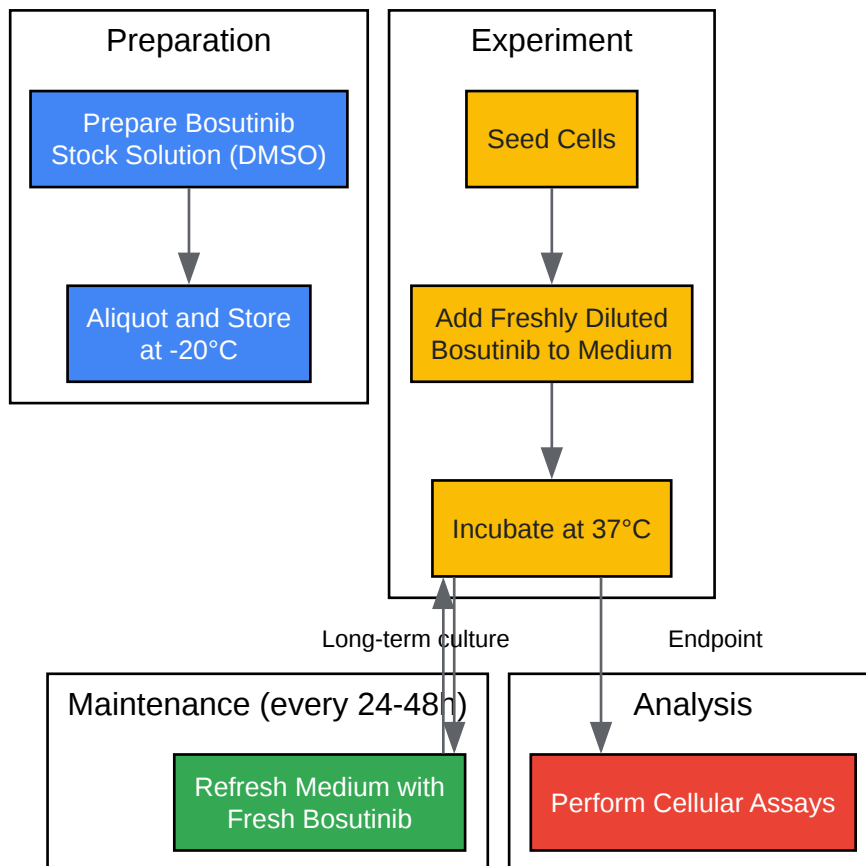 Preparation
Prepare Bosutinib
Stock Solution (DMSO)
Aliquot and Store
at -20°C
Experiment
Seed Cells
Add Freshly Diluted
Bosutinib to Medium
Incubate at 37°C
Long-term culture
Endpoint
Maintenance (every 24-48h)
Refresh Medium with
Fresh Bosutinib
Analysis
Perform Cellular Assays